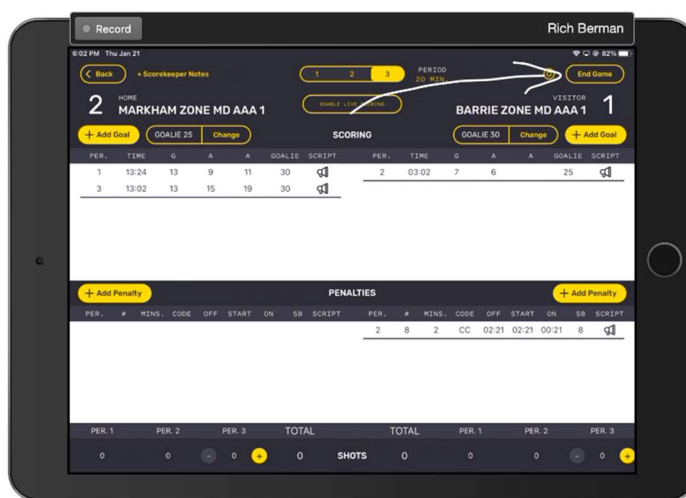 Record
Rich Berman
6:02 PM Thu Jan 21
82%
Back
+ Scorekeeper Notes
1 2 3
PERIOD
20 MIN
End Game
2
HOME
MARKHAM ZONE MD AAA 1
ENABLE LIVE SCORING
VISITOR
BARRIE ZONE MD AAA 1
1
+ Add Goal
GOALIE 25
Change
SCORING
GOALIE 30
Change
+ Add Goal
PER. TIME G A A GOALIE SCRIPT
1 13:24 13 9 11 30
3 13:02 13 15 19 30
PER. TIME G A A GOALIE SCRIPT
2 03:02 7 6 25
+ Add Penalty
PENALTIES
+ Add Penalty
PER. # MINS. CODE OFF START ON SB SCRIPT
PER. # MINS. CODE OFF START ON SB SCRIPT
2 8 2 CC 02:21 02:21 00:21 8
PER. 1 PER. 2 PER. 3 TOTAL TOTAL PER. 1 PER. 2 PER. 3
0 0 - 0 + 0 SHOTS 0 0 0 - 0 +